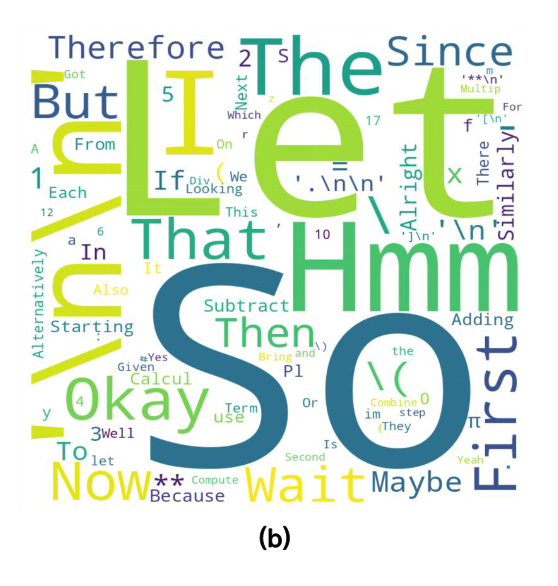 Therefore
2
S
The
Since
Got
But
5
I
Let
Next
Which
z
r
17
m
'**\n'
Multip
'[\n'
For
f
A
From
On
1
Each
If
Div
Looking
(
We
=
'.\n\n'
\
Alright
x
There
Similarly
12
6
a
In
That
This
'
10
']\n'
'\n'
'\n\n'
It
Hmm
Alternatively
Also
Starting
:
So
Subtract
Then
Adding
#
Yes
Given
Calcul
Bring
and
\)
Pl
the
\(
4
Okay
use
Term
Or
Combine
0
im
step
{
They
π
First
y
3
Well
To
let
Is
Second
Yeah
.
Now
**
Compute
Because
Wait
Maybe
(b)